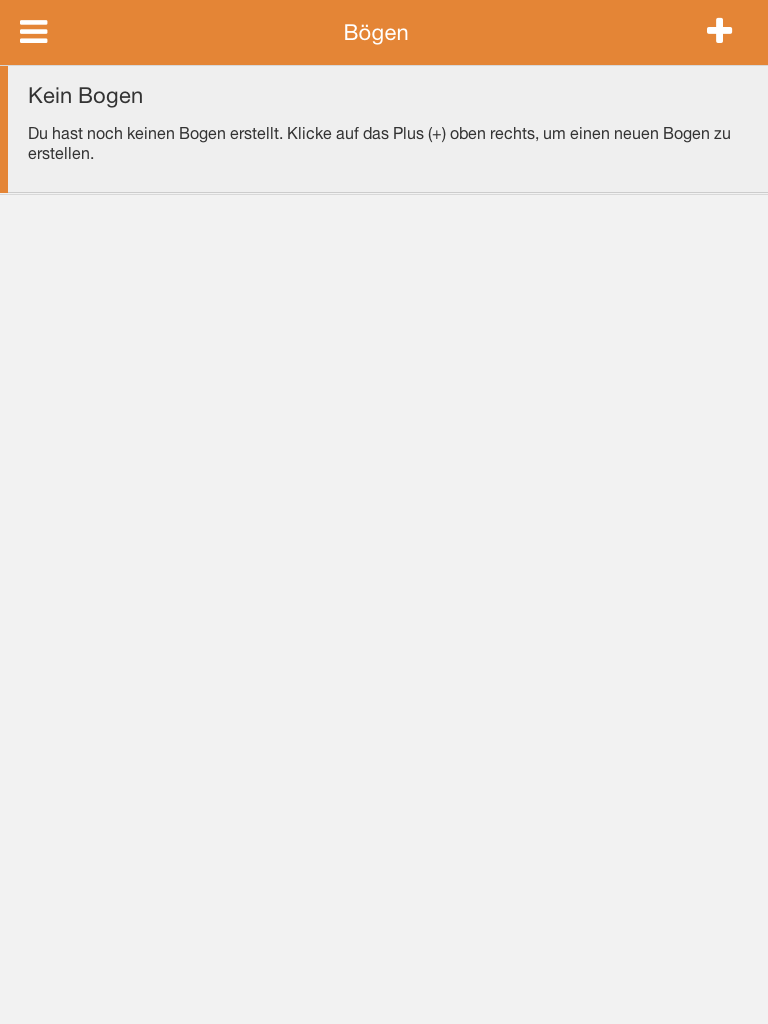 Bögen
Kein Bogen
Du hast noch keinen Bogen erstellt. Klicke auf das Plus (+) oben rechts, um einen neuen Bogen zu
erstellen.